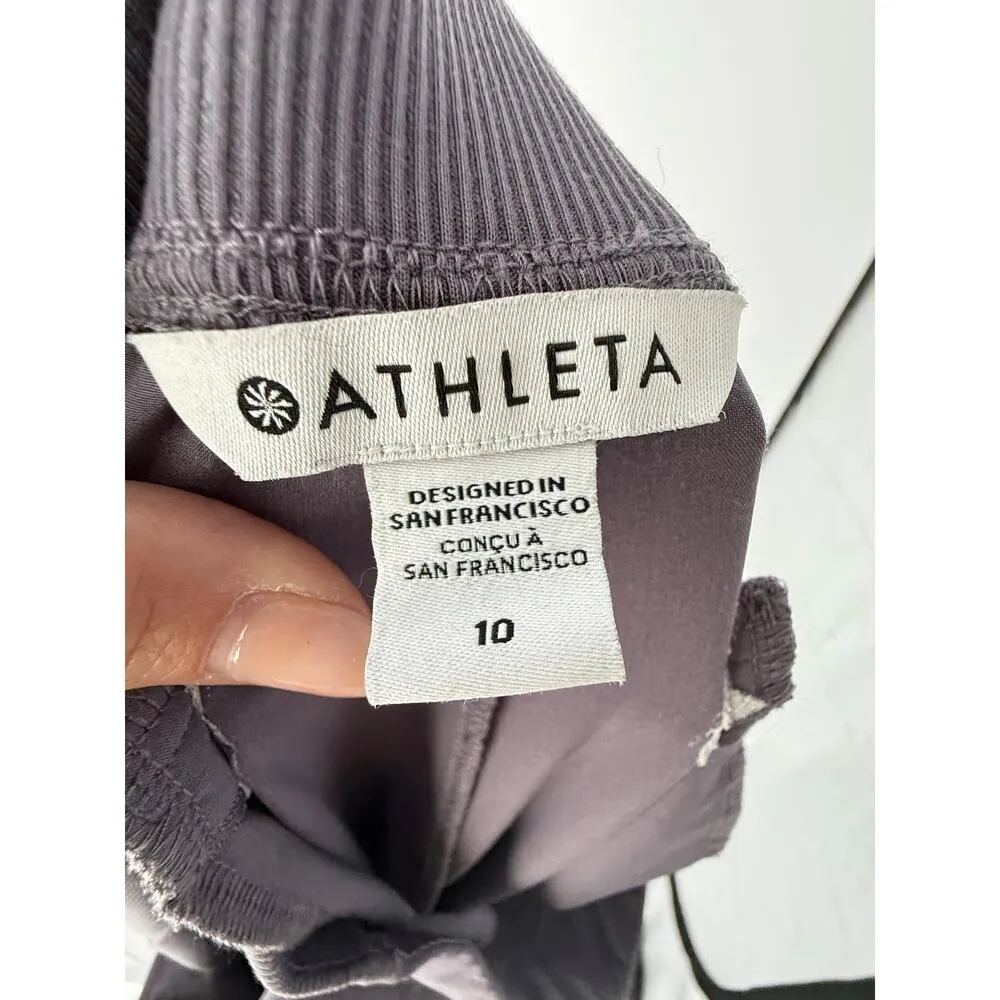 ATHLETA
DESIGNED IN
SAN FRANCISCO
CONÇU À
SAN FRANCISCO
10